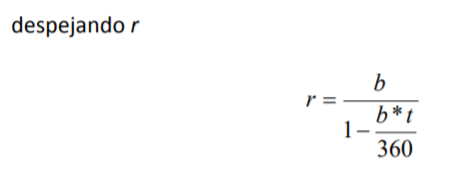 despejando r
r = b / (1 - (b * t) / 360)